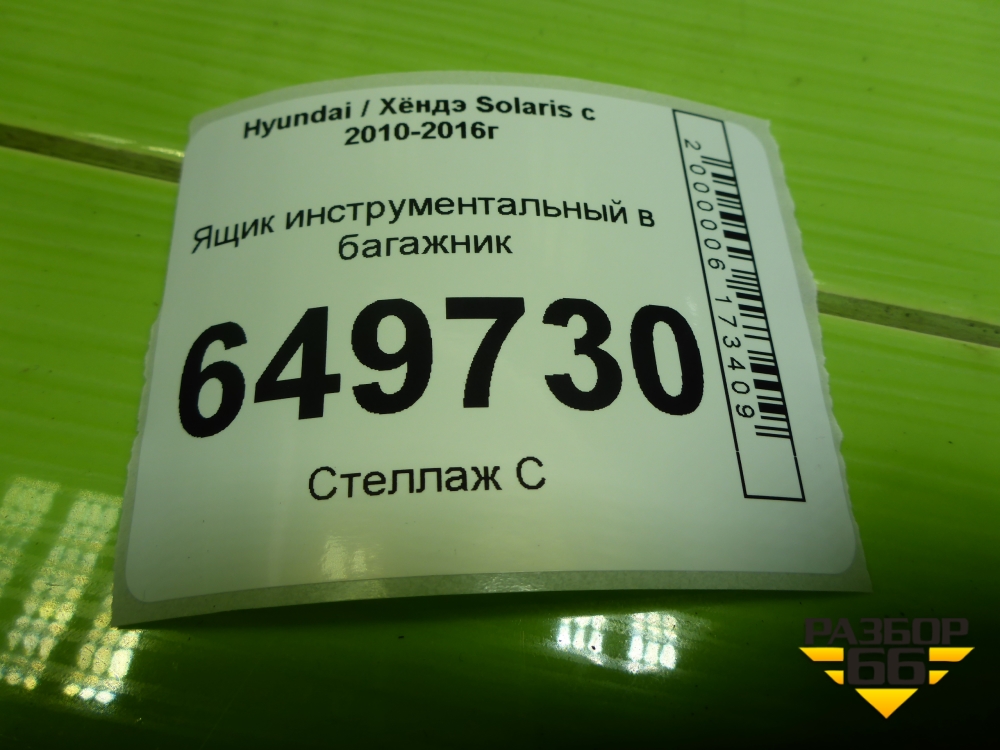 Hyundai / Хёндэ Solaris с
2010-2016г
Ящик инструментальный в
багажник
649730
Стеллаж С
2000006173409
РАЗБОР
66